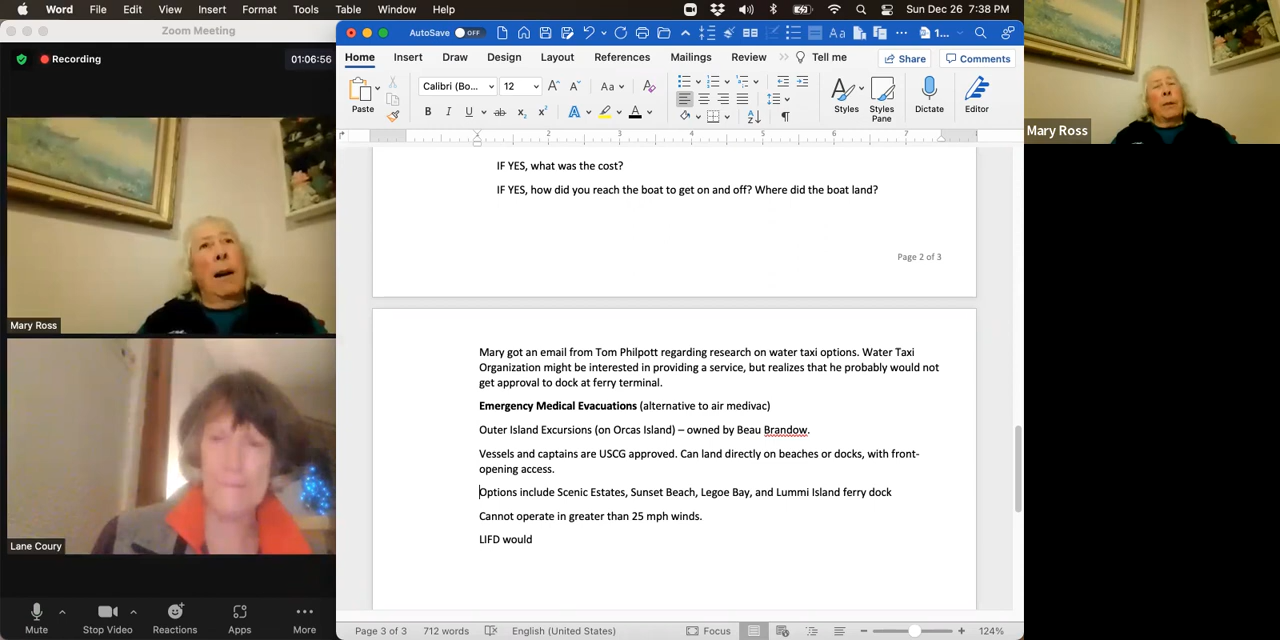 Word File Edit View Insert Format Tools Table Window Help Sun Dec 26 7:38 PM
Zoom Meeting
Recording 01:06:56
AutoSave OFF 1...
Home Insert Draw Design Layout References Mailings Review Tell me Share Comments
Paste Calibri (Bo... 12 Aa Styles Styles Pane Dictate Editor
2 3 4 5 6 7
IF YES, what was the cost?
IF YES, how did you reach the boat to get on and off? Where did the boat land?
Page 2 of 3
Mary got an email from Tom Philpott regarding research on water taxi options. Water Taxi
Organization might be interested in providing a service, but realizes that he probably would not
get approval to dock at ferry terminal.
Emergency Medical Evacuations (alternative to air medivac)
Outer Island Excursions (on Orcas Island) – owned by Beau Brandow.
Vessels and captains are USCG approved. Can land directly on beaches or docks, with front-
opening access.
Options include Scenic Estates, Sunset Beach, Legoe Bay, and Lummi Island ferry dock
Cannot operate in greater than 25 mph winds.
LIFD would
Mary Ross
Lane Coury
Mary Ross
Mute Stop Video Reactions Apps More
Page 3 of 3 712 words English (United States) Focus 124%